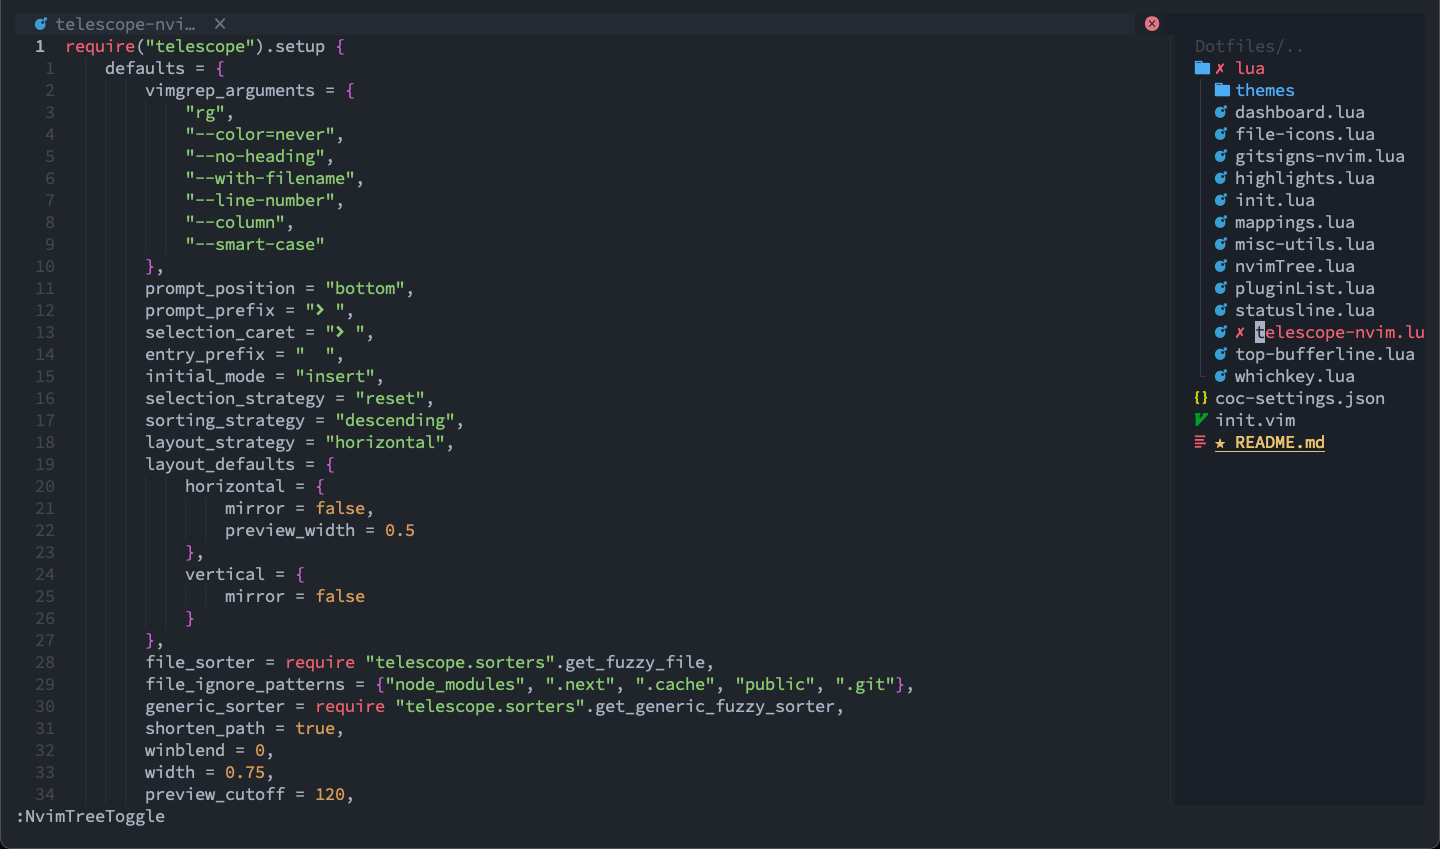 telescope-nvi… ×
1 require("telescope").setup {
1 defaults = {
2 vimgrep_arguments = {
3 "rg",
4 "--color=never",
5 "--no-heading",
6 "--with-filename",
7 "--line-number",
8 "--column",
9 "--smart-case"
10 },
11 prompt_position = "bottom",
12 prompt_prefix = "❯ ",
13 selection_caret = "❯ ",
14 entry_prefix = "  ",
15 initial_mode = "insert",
16 selection_strategy = "reset",
17 sorting_strategy = "descending",
18 layout_strategy = "horizontal",
19 layout_defaults = {
20 horizontal = {
21 mirror = false,
22 preview_width = 0.5
23 },
24 vertical = {
25 mirror = false
26 }
27 },
28 file_sorter = require "telescope.sorters".get_fuzzy_file,
29 file_ignore_patterns = {"node_modules", ".next", ".cache", "public", ".git"},
30 generic_sorter = require "telescope.sorters".get_generic_fuzzy_sorter,
31 shorten_path = true,
32 winblend = 0,
33 width = 0.75,
34 preview_cutoff = 120,
:NvimTreeToggle
Dotfiles/..
✗ lua
themes
dashboard.lua
file-icons.lua
gitsigns-nvim.lua
highlights.lua
init.lua
mappings.lua
misc-utils.lua
nvimTree.lua
pluginList.lua
statusline.lua
✗ telescope-nvim.lu
top-bufferline.lua
whichkey.lua
{} coc-settings.json
init.vim
★ README.md